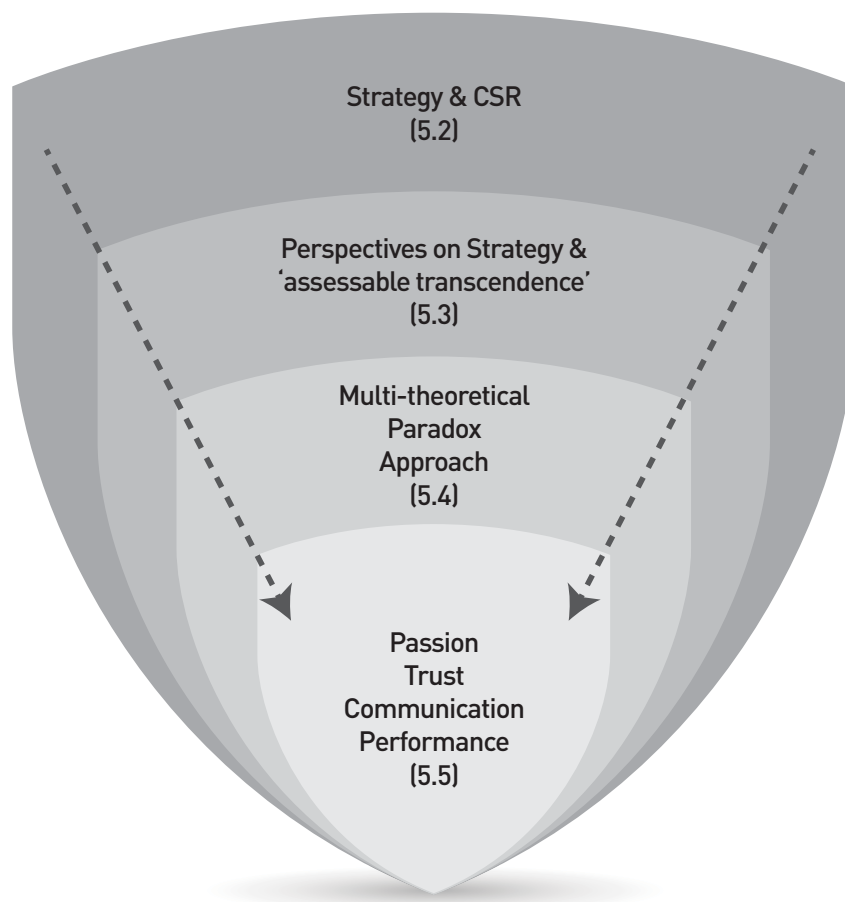 Strategy & CSR
(5.2)
Perspectives on Strategy &
‘assessable transcendence’
(5.3)
Multi-theoretical
Paradox
Approach
(5.4)
Passion
Trust
Communication
Performance
(5.5)